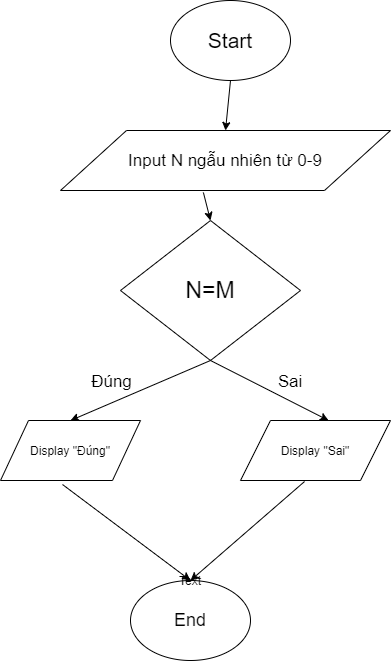 Start
Input N ngẫu nhiên từ 0-9
N=M
Đúng
Sai
Display "Đúng"
Display "Sai"
Text
End